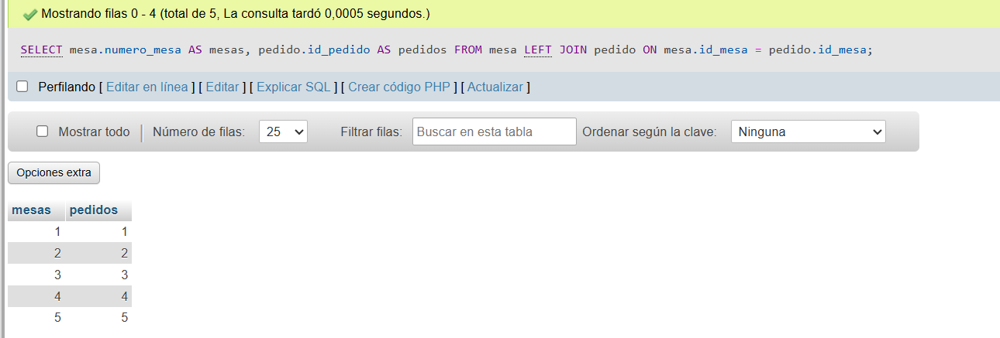 Mostrando filas 0 - 4 (total de 5, La consulta tardó 0,0005 segundos.)
SELECT mesa.numero_mesa AS mesas, pedido.id_pedido AS pedidos FROM mesa LEFT JOIN pedido ON mesa.id_mesa = pedido.id_mesa;
Perfilando [ Editar en línea ] [ Editar ] [ Explicar SQL ] [ Crear código PHP ] [ Actualizar ]
Mostrar todo Número de filas: 25 Filtrar filas: Buscar en esta tabla Ordenar según la clave: Ninguna
Opciones extra
mesas pedidos
1 1
2 2
3 3
4 4
5 5